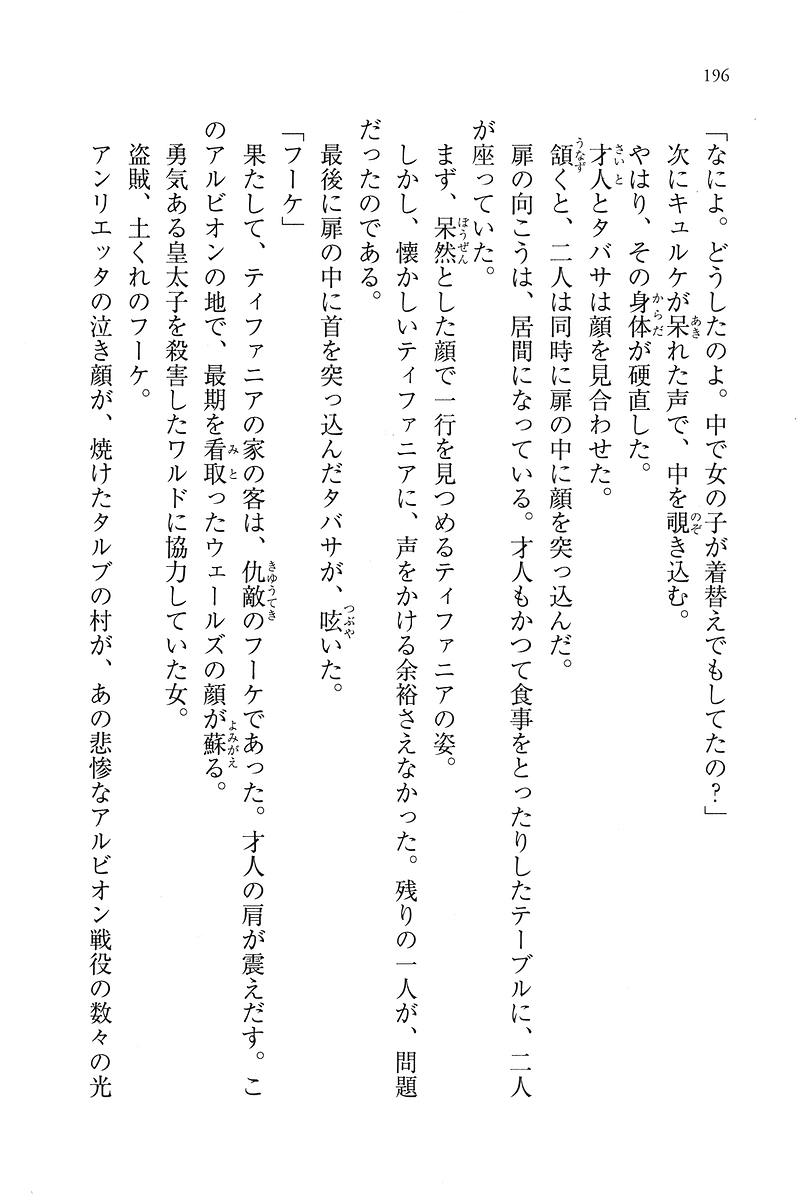 196
「なによ。どうしたのよ。中で女の子が着替えでもしてたの?」
次にキュルケが呆れた声で、中を覗き込む。
やはり、その身体が硬直した。
才人とタバサは顔を見合わせた。
頷くと、二人は同時に扉の中に顔を突っ込んだ。
扉の向こうは、居間になっている。才人もかつて食事をとったりしたテーブルに、二人
が座っていた。
まず、呆然とした顔で一行を見つめるティファニアの姿。
しかし、懐かしいティファニアに、声をかける余裕さえなかった。残りの一人が、問題
だったのである。
最後に扉の中に首を突っ込んだタバサが、呟いた。
「フーケ」
果たして、ティファニアの家の客は、仇敵のフーケであった。才人の肩が震えだす。こ
のアルビオンの地で、最期を看取ったウェールズの顔が蘇る。
勇気ある皇太子を殺害したワルドに協力していた女。
盗賊、土くれのフーケ。
アンリエッタの泣き顔が、焼けたタルブの村が、あの悲惨なアルビオン戦役の数々の光